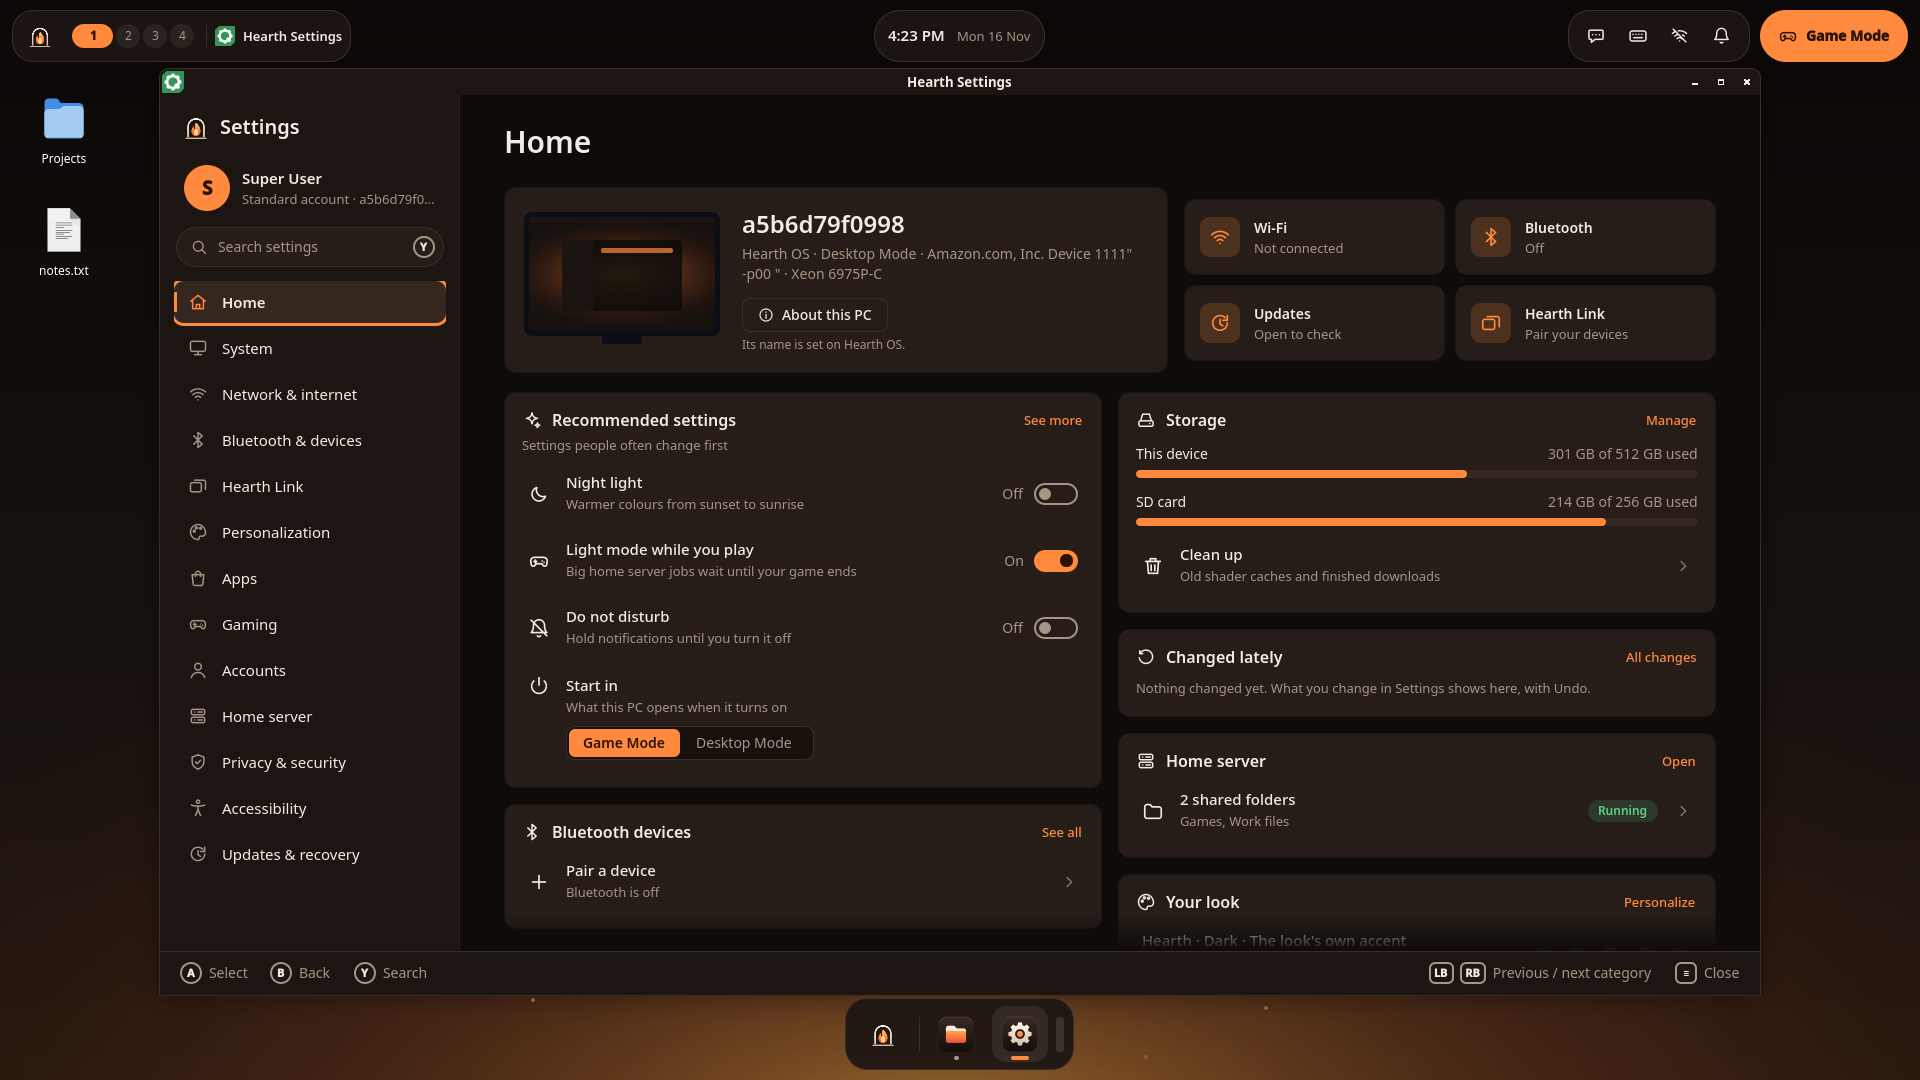 1 2 3 4 Hearth Settings
4:23 PM Mon 16 Nov
Game Mode
Projects
notes.txt
Hearth Settings
Settings
S
Super User
Standard account · a5b6d79f0...
Search settings Y
Home
System
Network & internet
Bluetooth & devices
Hearth Link
Personalization
Apps
Gaming
Accounts
Home server
Privacy & security
Accessibility
Updates & recovery
Home
a5b6d79f0998
Hearth OS · Desktop Mode · Amazon.com, Inc. Device 1111"
-p00 " · Xeon 6975P-C
About this PC
Its name is set on Hearth OS.
Wi-Fi
Not connected
Bluetooth
Off
Updates
Open to check
Hearth Link
Pair your devices
Recommended settings See more
Settings people often change first
Night light
Warmer colours from sunset to sunrise
Off
Light mode while you play
Big home server jobs wait until your game ends
On
Do not disturb
Hold notifications until you turn it off
Off
Start in
What this PC opens when it turns on
Game Mode Desktop Mode
Bluetooth devices See all
Pair a device
Bluetooth is off
Storage Manage
This device 301 GB of 512 GB used
SD card 214 GB of 256 GB used
Clean up
Old shader caches and finished downloads
Changed lately All changes
Nothing changed yet. What you change in Settings shows here, with Undo.
Home server Open
2 shared folders
Games, Work files
Running
Your look Personalize
Hearth · Dark · The look's own accent
A Select B Back Y Search
LB RB Previous / next category Close